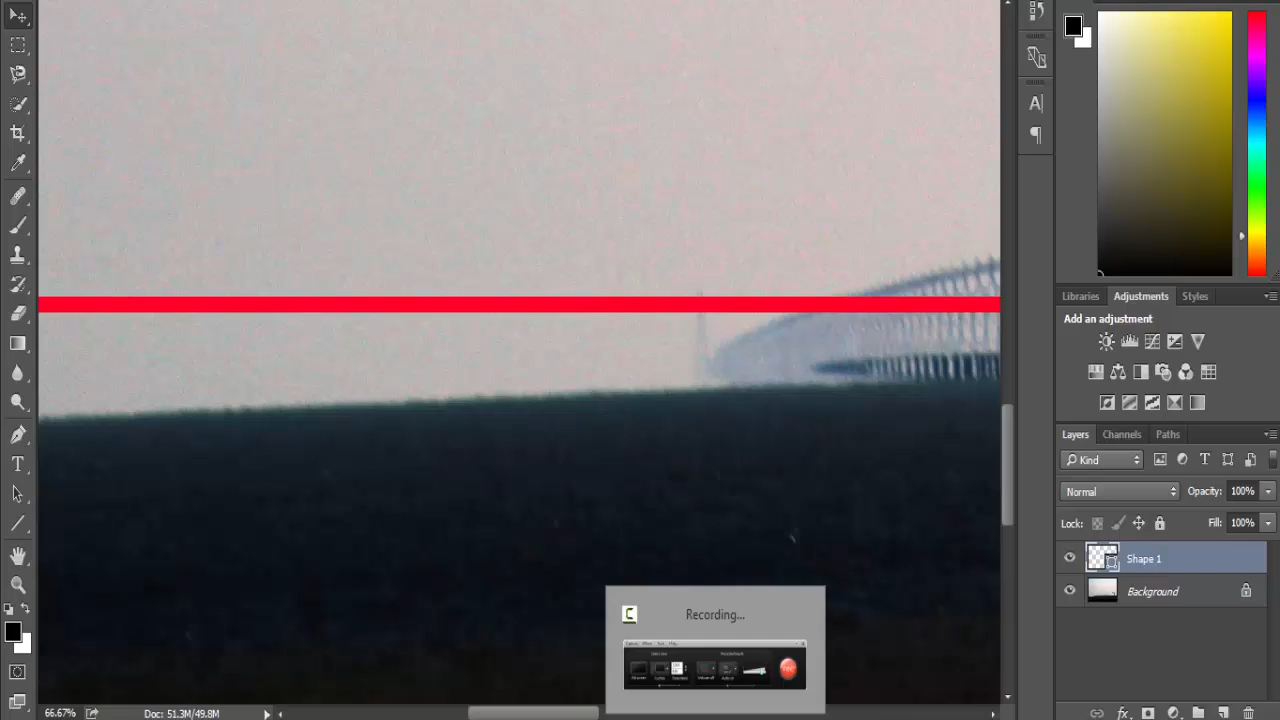 Libraries
Adjustments
Styles
Add an adjustment
Layers
Channels
Paths
Kind
Normal
Opacity:
100%
Lock:
Fill:
100%
Shape 1
Background
Recording...
66.67%
Doc: 51.3M/49.8M